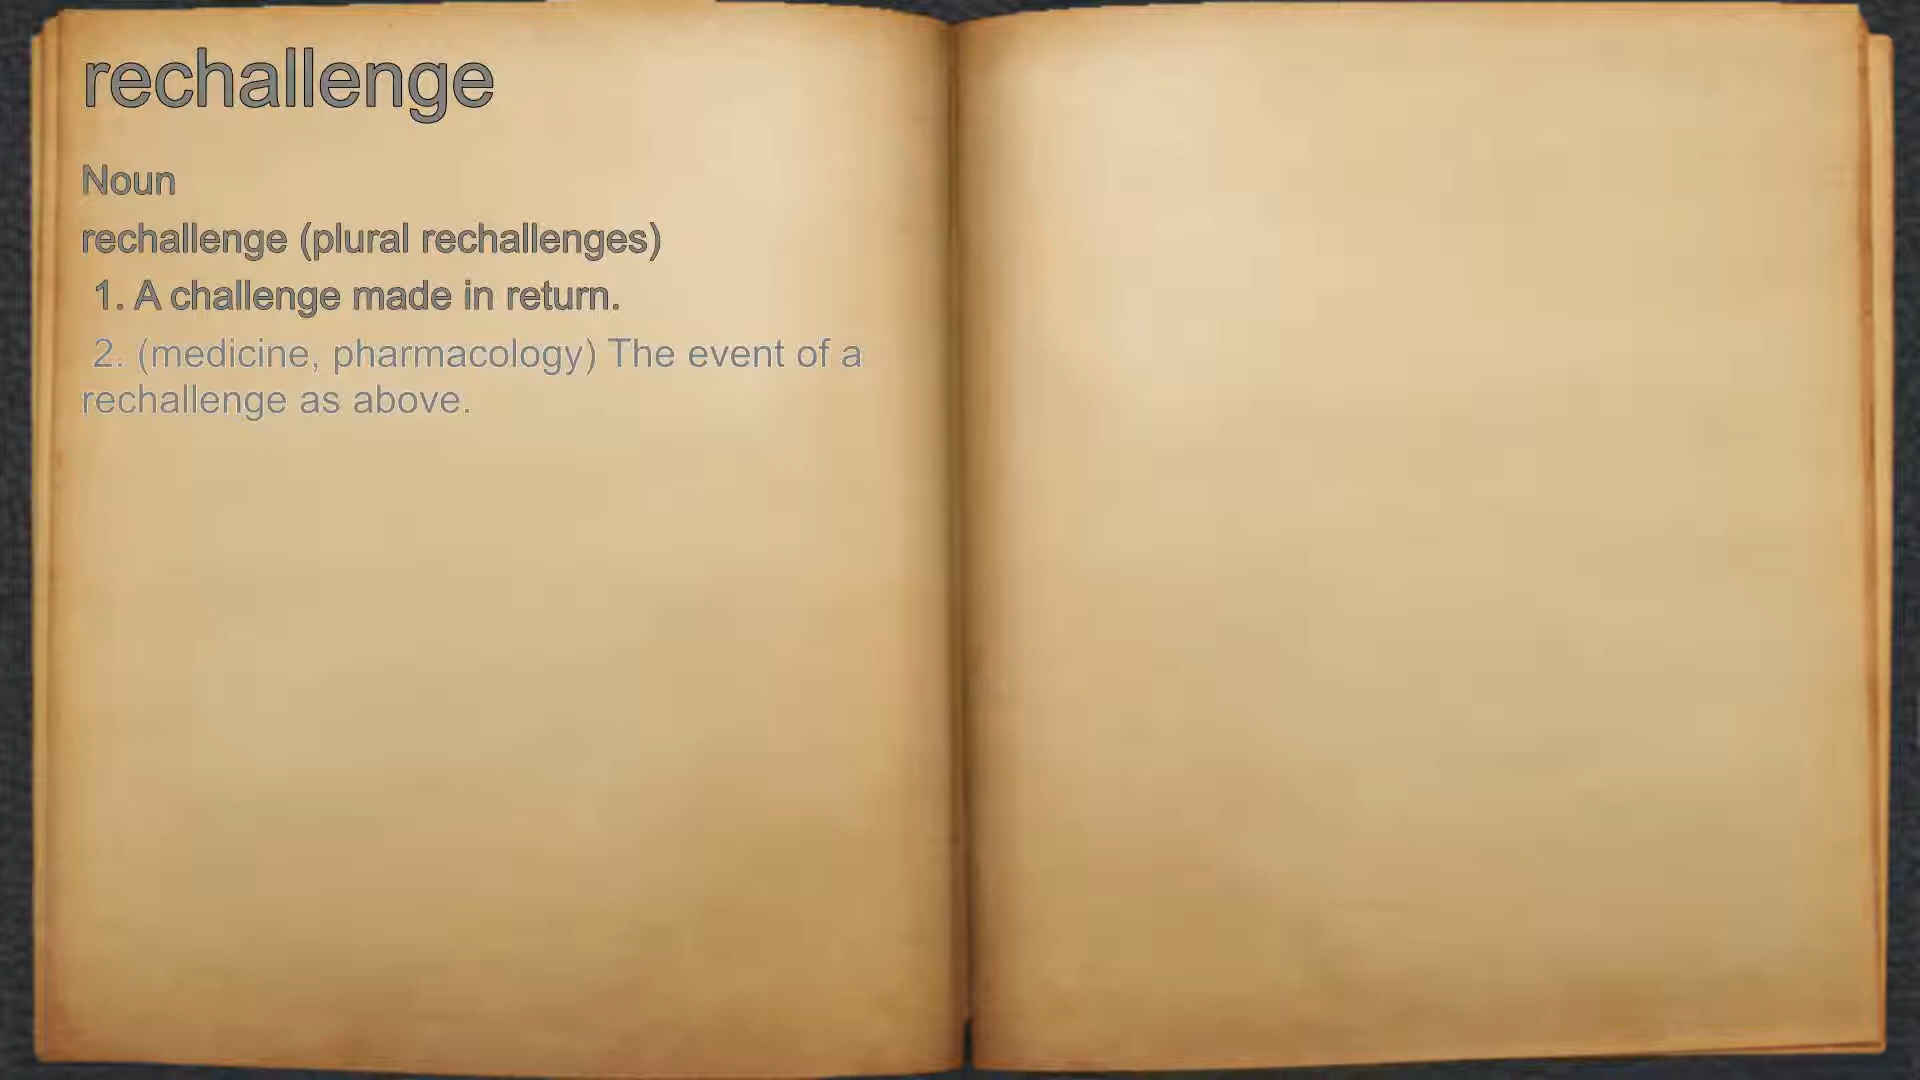 rechallenge
Noun
rechallenge (plural rechallenges)
1. A challenge made in return.
2. (medicine, pharmacology) The event of a
rechallenge as above.